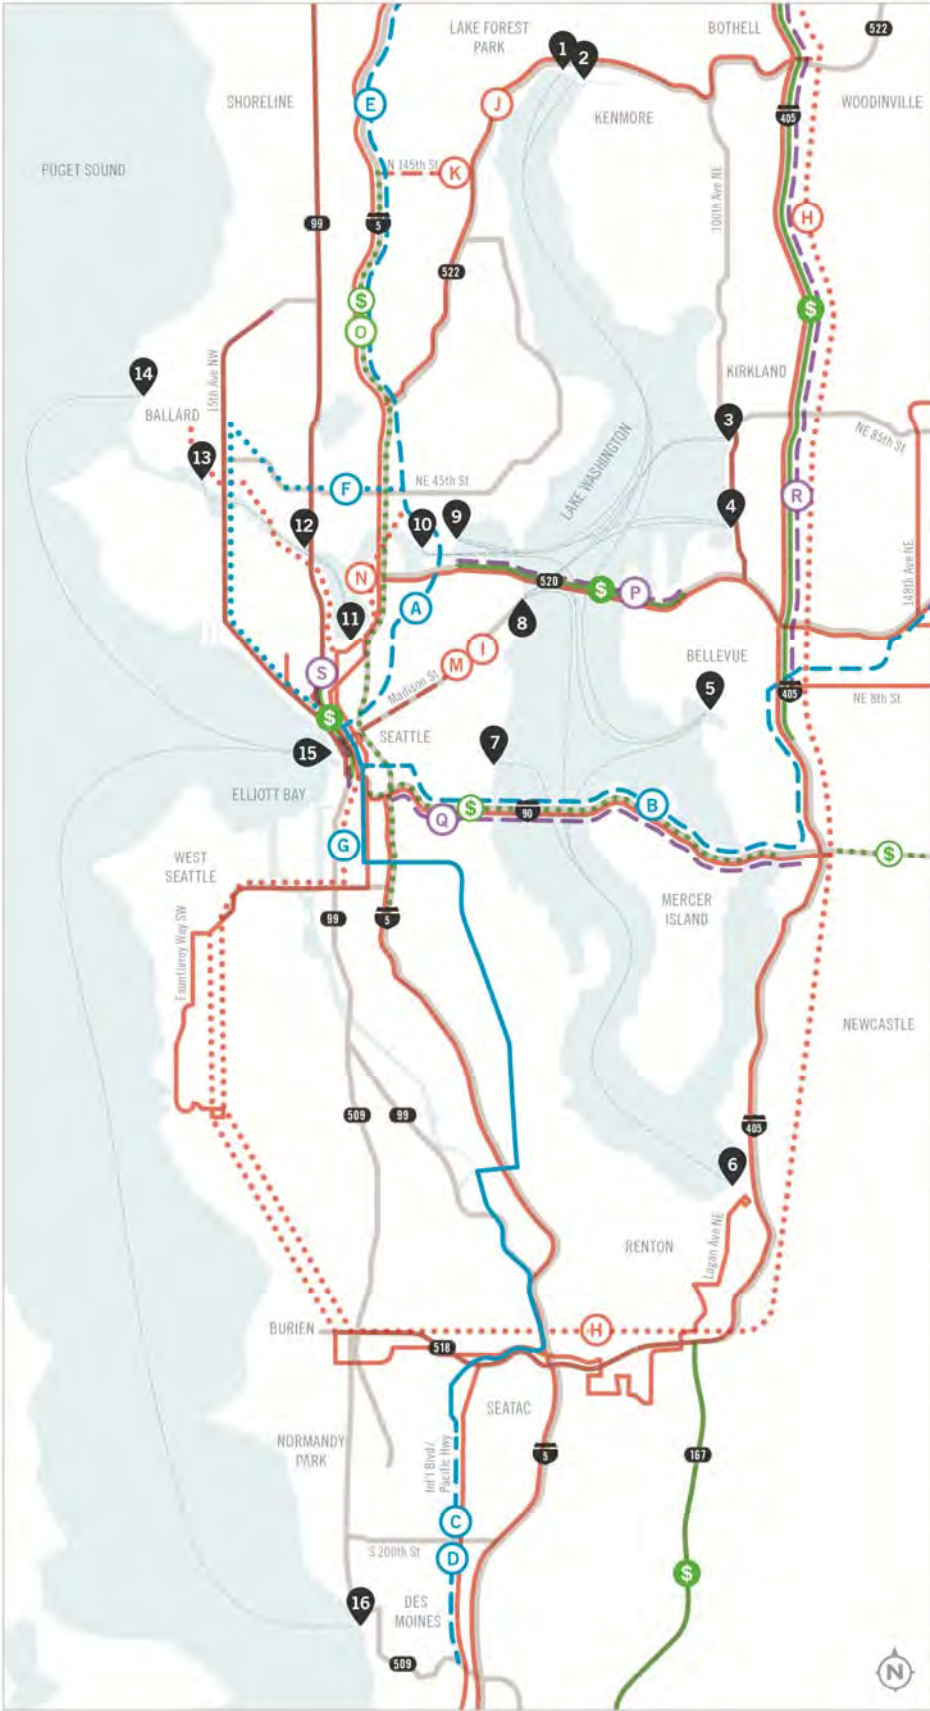 LAKE FOREST
PARK
BOTHELL
522
1
2
SHORELINE
E
J
KENMORE
405
WOODINVILLE
PUGET SOUND
N 145th St
K
100th Ave NE
99
5
H
522
$
O
$
14
15th Ave NW
BALLARD
KIRKLAND
3
NE 85th St
13
LAKE WASHINGTON
NE 45th St
F
R
12
10
9
4
148th Ave NE
N
520
$
P
A
11
8
S
M
I
Madison St
BELLEVUE
5
405
NE 8th St
$
SEATTLE
15
7
ELLIOTT BAY
Q
$
90
B
G
$
WEST
SEATTLE
MERCER
ISLAND
99
5
Fauntleroy Way SW
NEWCASTLE
509
99
405
6
Logan Ave NE
RENTON
BURIEN
H
518
SEATAC
NORMANDY
PARK
Int'l Blvd/
Pacific Hwy
5
167
C
S 200th St
D
$
16
DES
MOINES
509
N